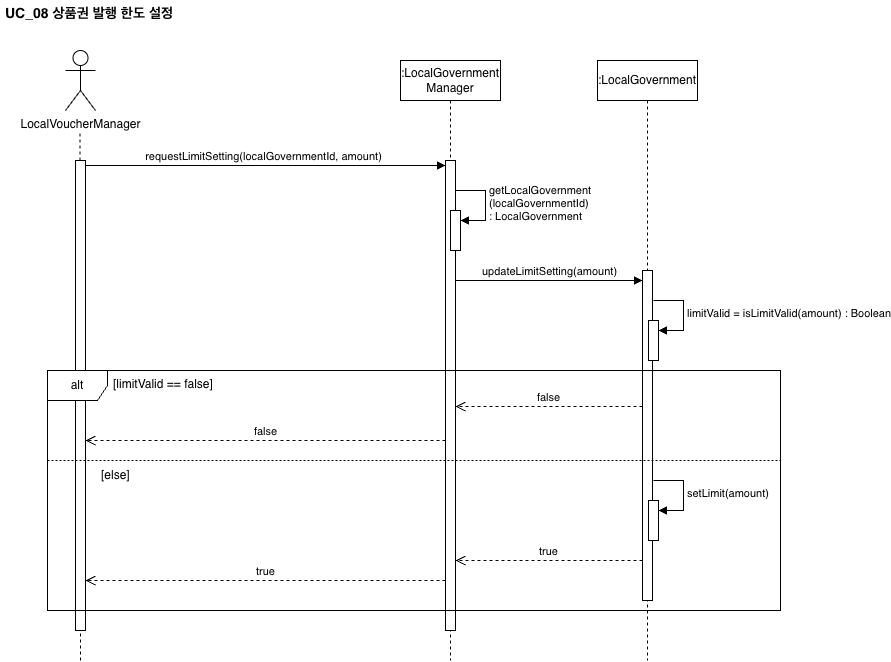 UC_08 상품권 발행 한도 설정
:LocalGovernment
Manager
:LocalGovernment
LocalVoucherManager
requestLimitSetting(localGovernmentId, amount)
getLocalGovernment
(localGovernmentId)
: LocalGovernment
updateLimitSetting(amount)
limitValid = isLimitValid(amount) : Boolean
alt
[limitValid == false]
false
false
[else]
setLimit(amount)
true
true